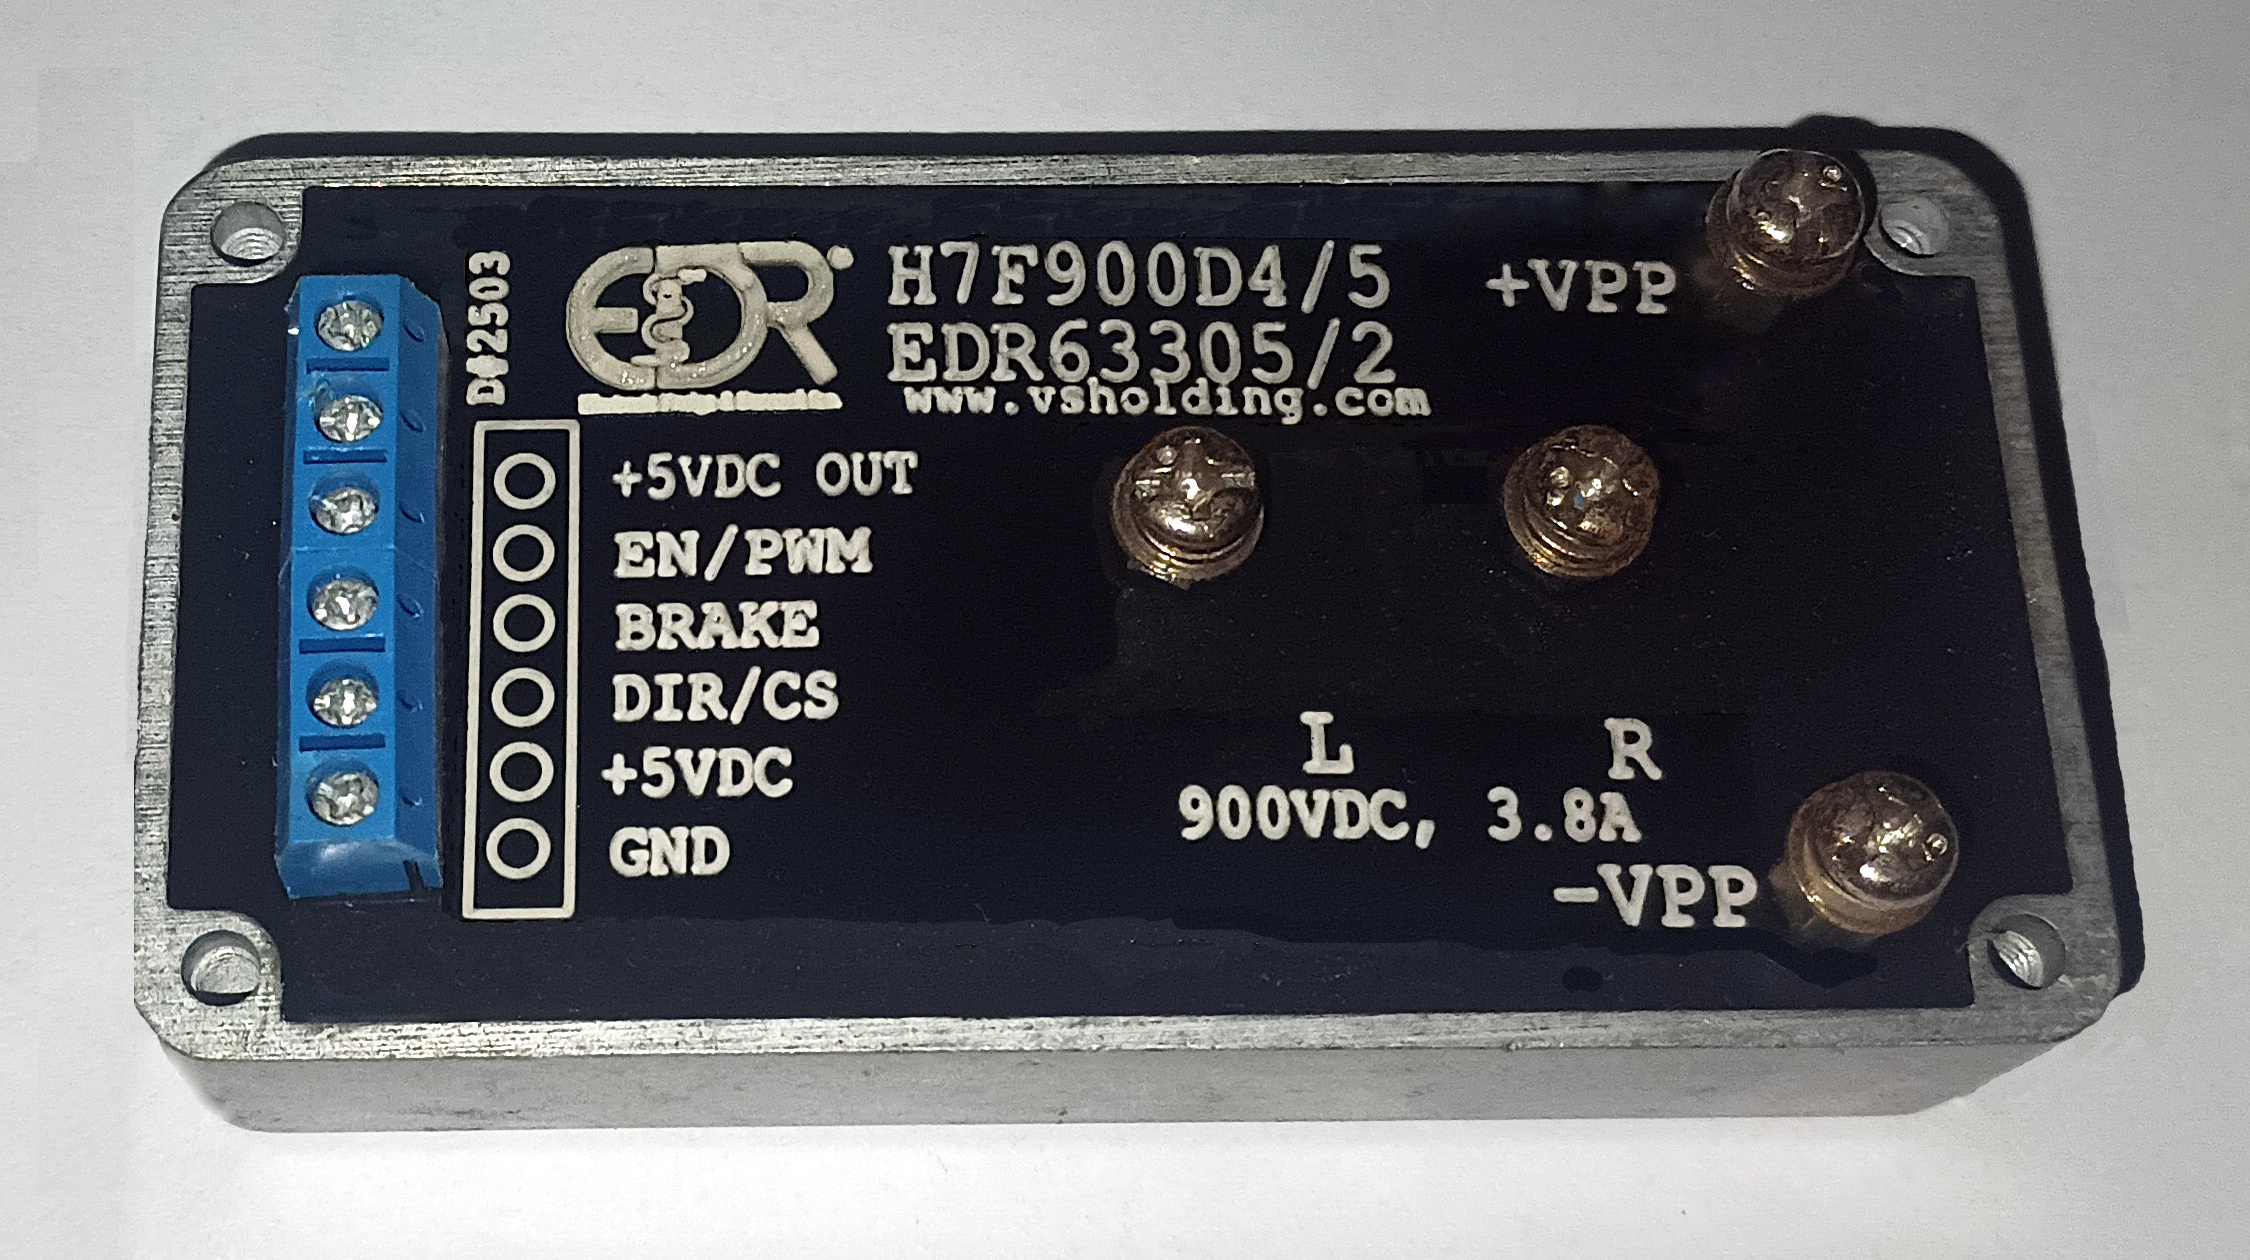 D#2503
EDR
H7F900D4/5
EDR63305/2
www.vsholding.com
+VPP
+5VDC OUT
EN/PWM
BRAKE
DIR/CS
+5VDC
GND
L R
900VDC, 3.8A
-VPP